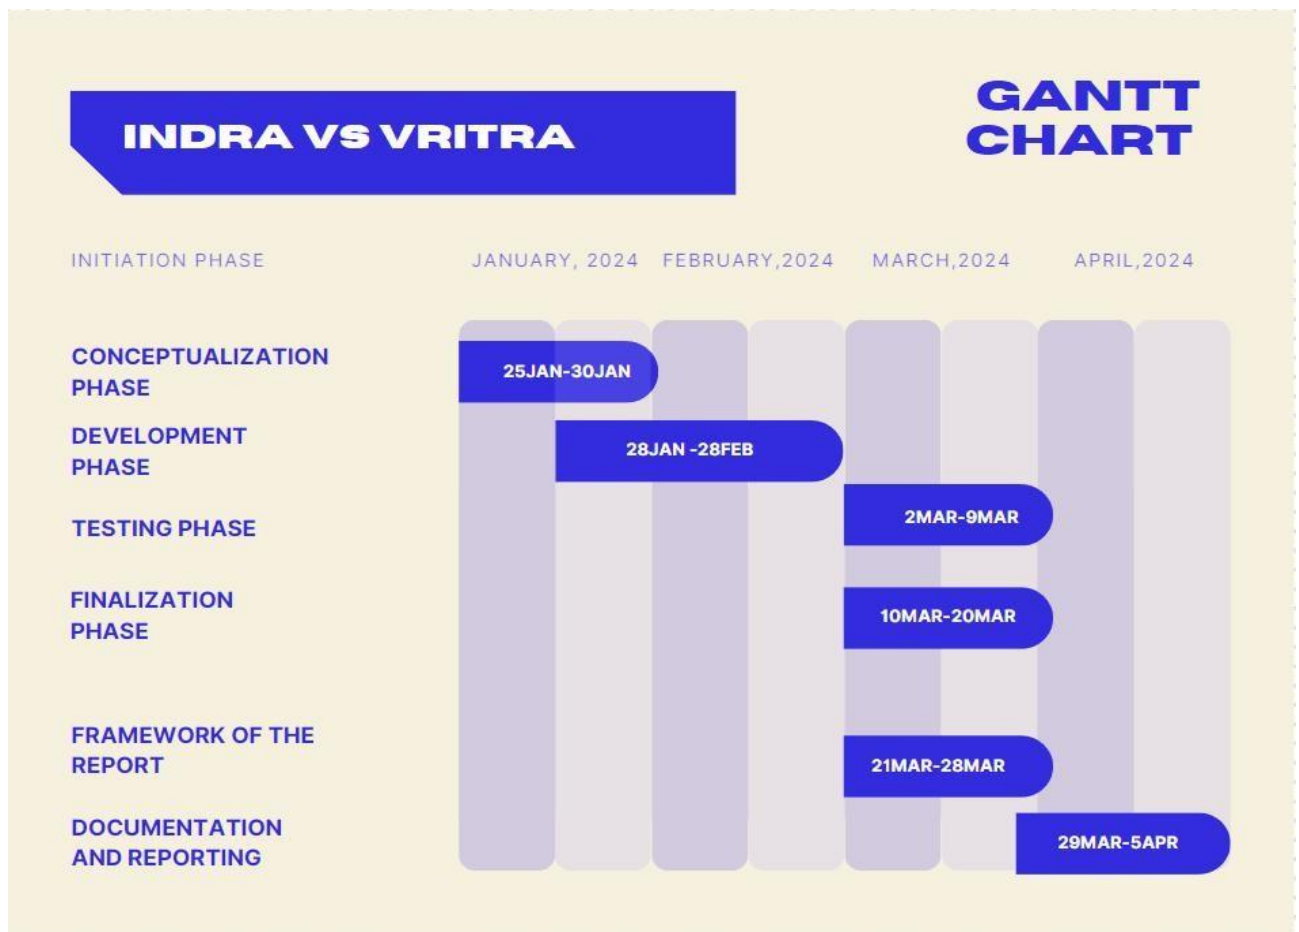 INDRA VS VRITRA
GANTT
CHART
INITIATION PHASE
JANUARY, 2024
FEBRUARY,2024
MARCH,2024
APRIL,2024
CONCEPTUALIZATION
PHASE
25JAN-30JAN
DEVELOPMENT
PHASE
28JAN -28FEB
TESTING PHASE
2MAR-9MAR
FINALIZATION
PHASE
10MAR-20MAR
FRAMEWORK OF THE
REPORT
21MAR-28MAR
DOCUMENTATION
AND REPORTING
29MAR-5APR